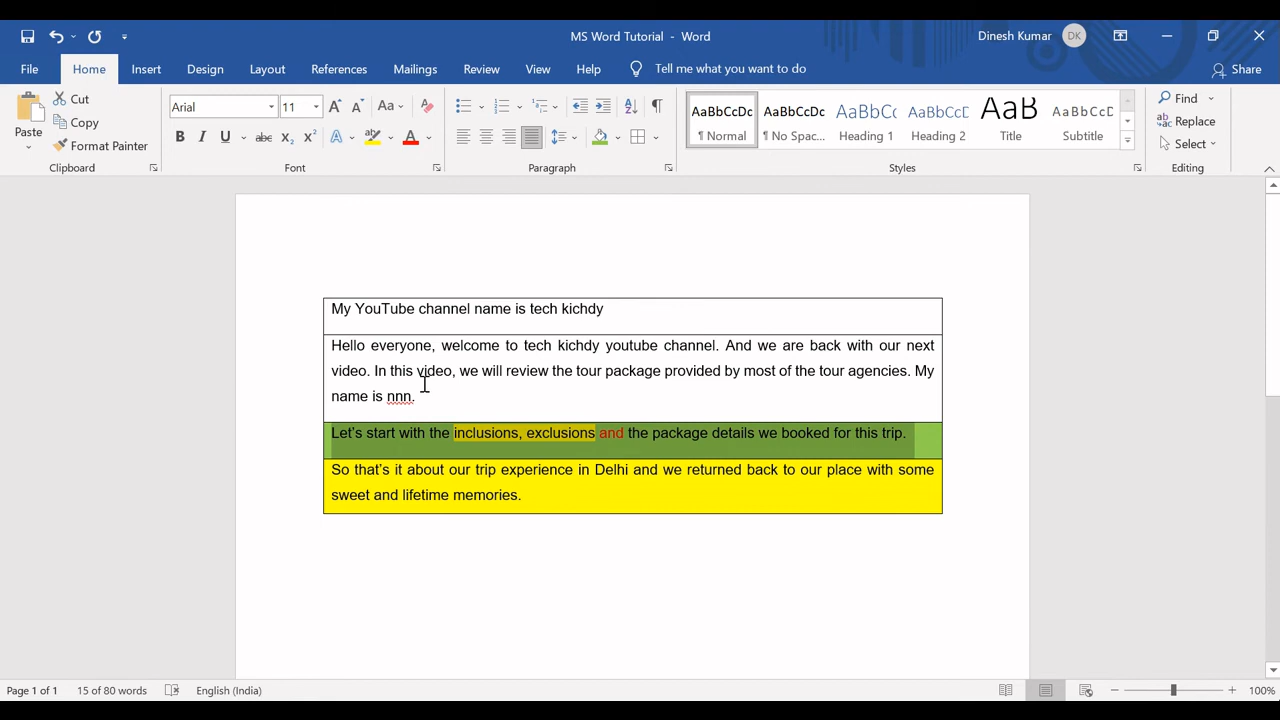 MS Word Tutorial - Word
Dinesh Kumar DK
File Home Insert Design Layout References Mailings Review View Help Tell me what you want to do Share
Paste
Cut
Copy
Format Painter
Clipboard
Arial 11
Font
Paragraph
AaBbCcDc AaBbCcDc AaBbCc AaBbCcC AaB AaBbCcD
¶ Normal ¶ No Spac... Heading 1 Heading 2 Title Subtitle
Styles
Find
Replace
Select
Editing
My YouTube channel name is tech kichdy
Hello everyone, welcome to tech kichdy youtube channel. And we are back with our next
video. In this video, we will review the tour package provided by most of the tour agencies. My
name is nnn.
Let's start with the inclusions, exclusions and the package details we booked for this trip.
So that's it about our trip experience in Delhi and we returned back to our place with some
sweet and lifetime memories.
Page 1 of 1 15 of 80 words English (India) 100%